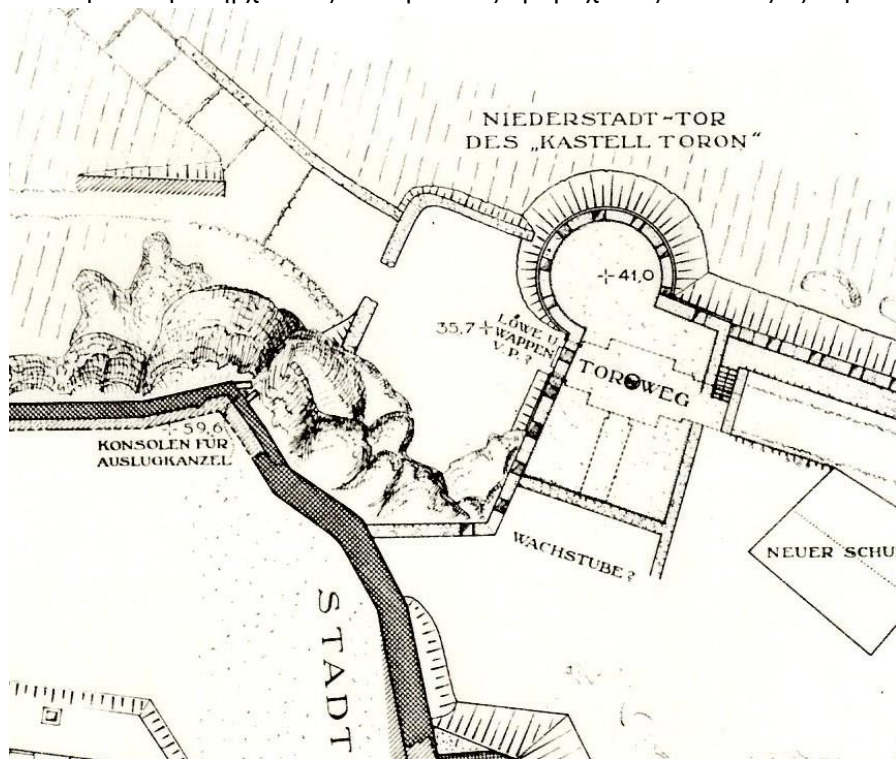 NIEDERSTADT-TOR
DES „KASTELL TORON“
41,0
35,7
LÖWE U.
WAPPEN
V. P. ?
TORWEG
59,6
KONSOLEN FÜR
AUSLUGKANZEL
WACHSTUBE?
NEUER SCHU
STADT